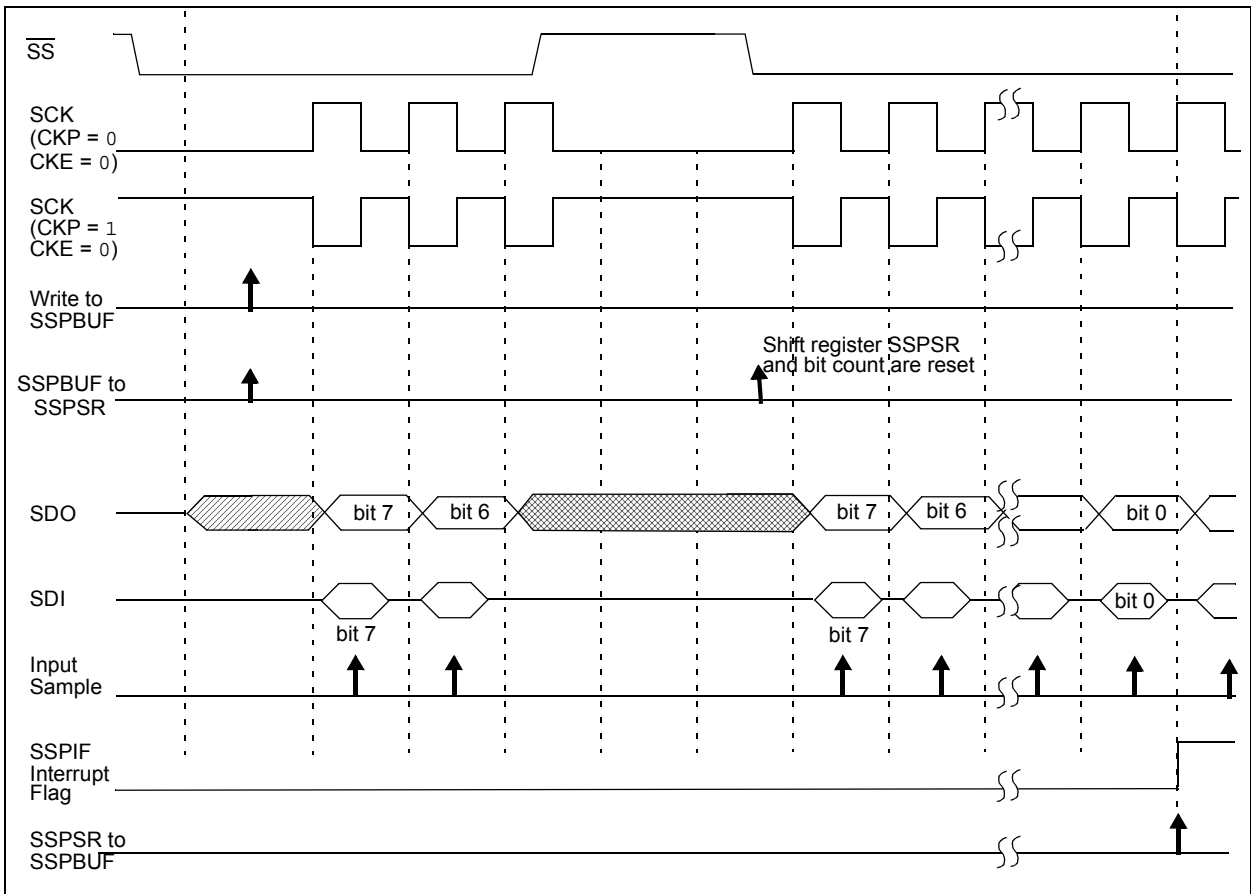 SS
SCK
(CKP = 0
CKE = 0)
SCK
(CKP = 1
CKE = 0)
Write to
SSPBUF
Shift register SSPSR
and bit count are reset
SSPBUF to
SSPSR
SDO
bit 7
bit 6
bit 7
bit 6
bit 0
SDI
bit 0
bit 7
bit 7
Input
Sample
SSPIF
Interrupt
Flag
SSPSR to
SSPBUF